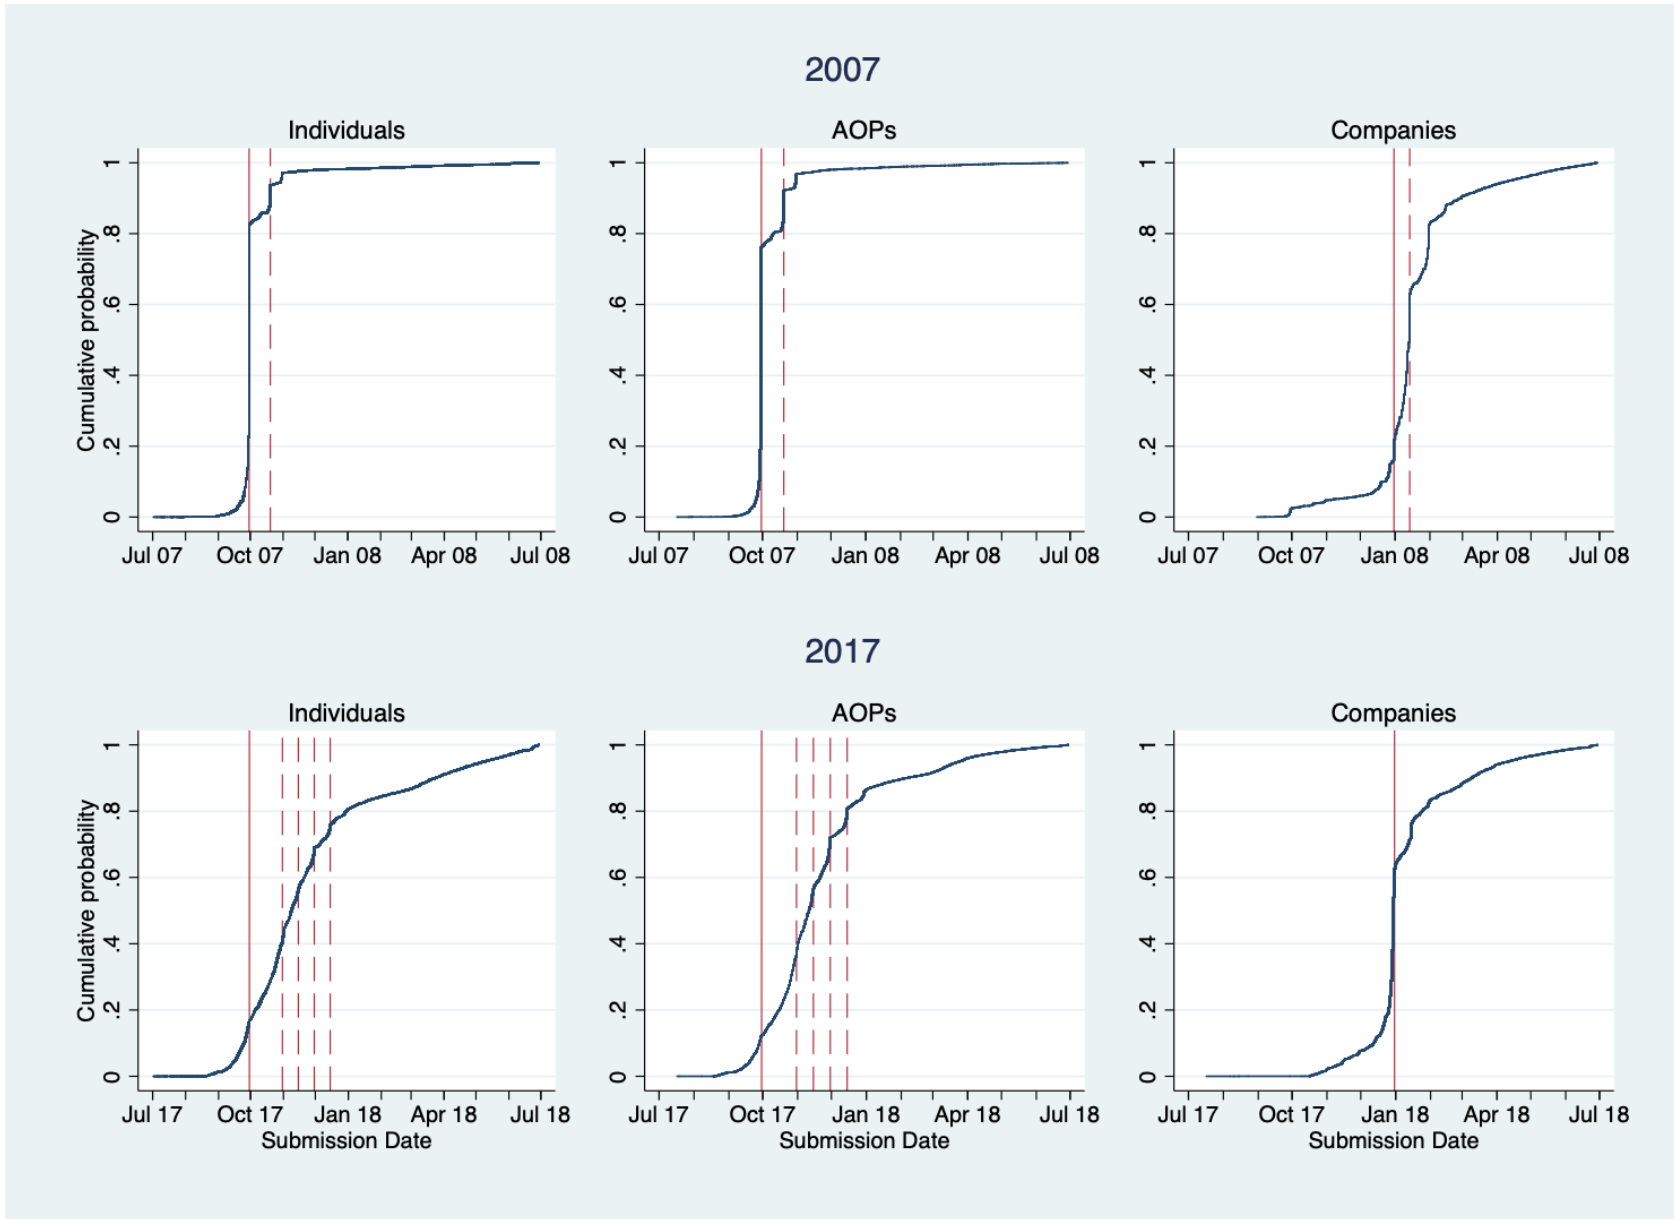 2007
Individuals
AOPs
Companies
Cumulative probability
1
.8
.6
.4
.2
0
Jul 07 Oct 07 Jan 08 Apr 08 Jul 08
1
.8
.6
.4
.2
0
Jul 07 Oct 07 Jan 08 Apr 08 Jul 08
1
.8
.6
.4
.2
0
Jul 07 Oct 07 Jan 08 Apr 08 Jul 08
2017
Individuals
AOPs
Companies
Cumulative probability
1
.8
.6
.4
.2
0
Jul 17 Oct 17 Jan 18 Apr 18 Jul 18
Submission Date
1
.8
.6
.4
.2
0
Jul 17 Oct 17 Jan 18 Apr 18 Jul 18
Submission Date
1
.8
.6
.4
.2
0
Jul 17 Oct 17 Jan 18 Apr 18 Jul 18
Submission Date